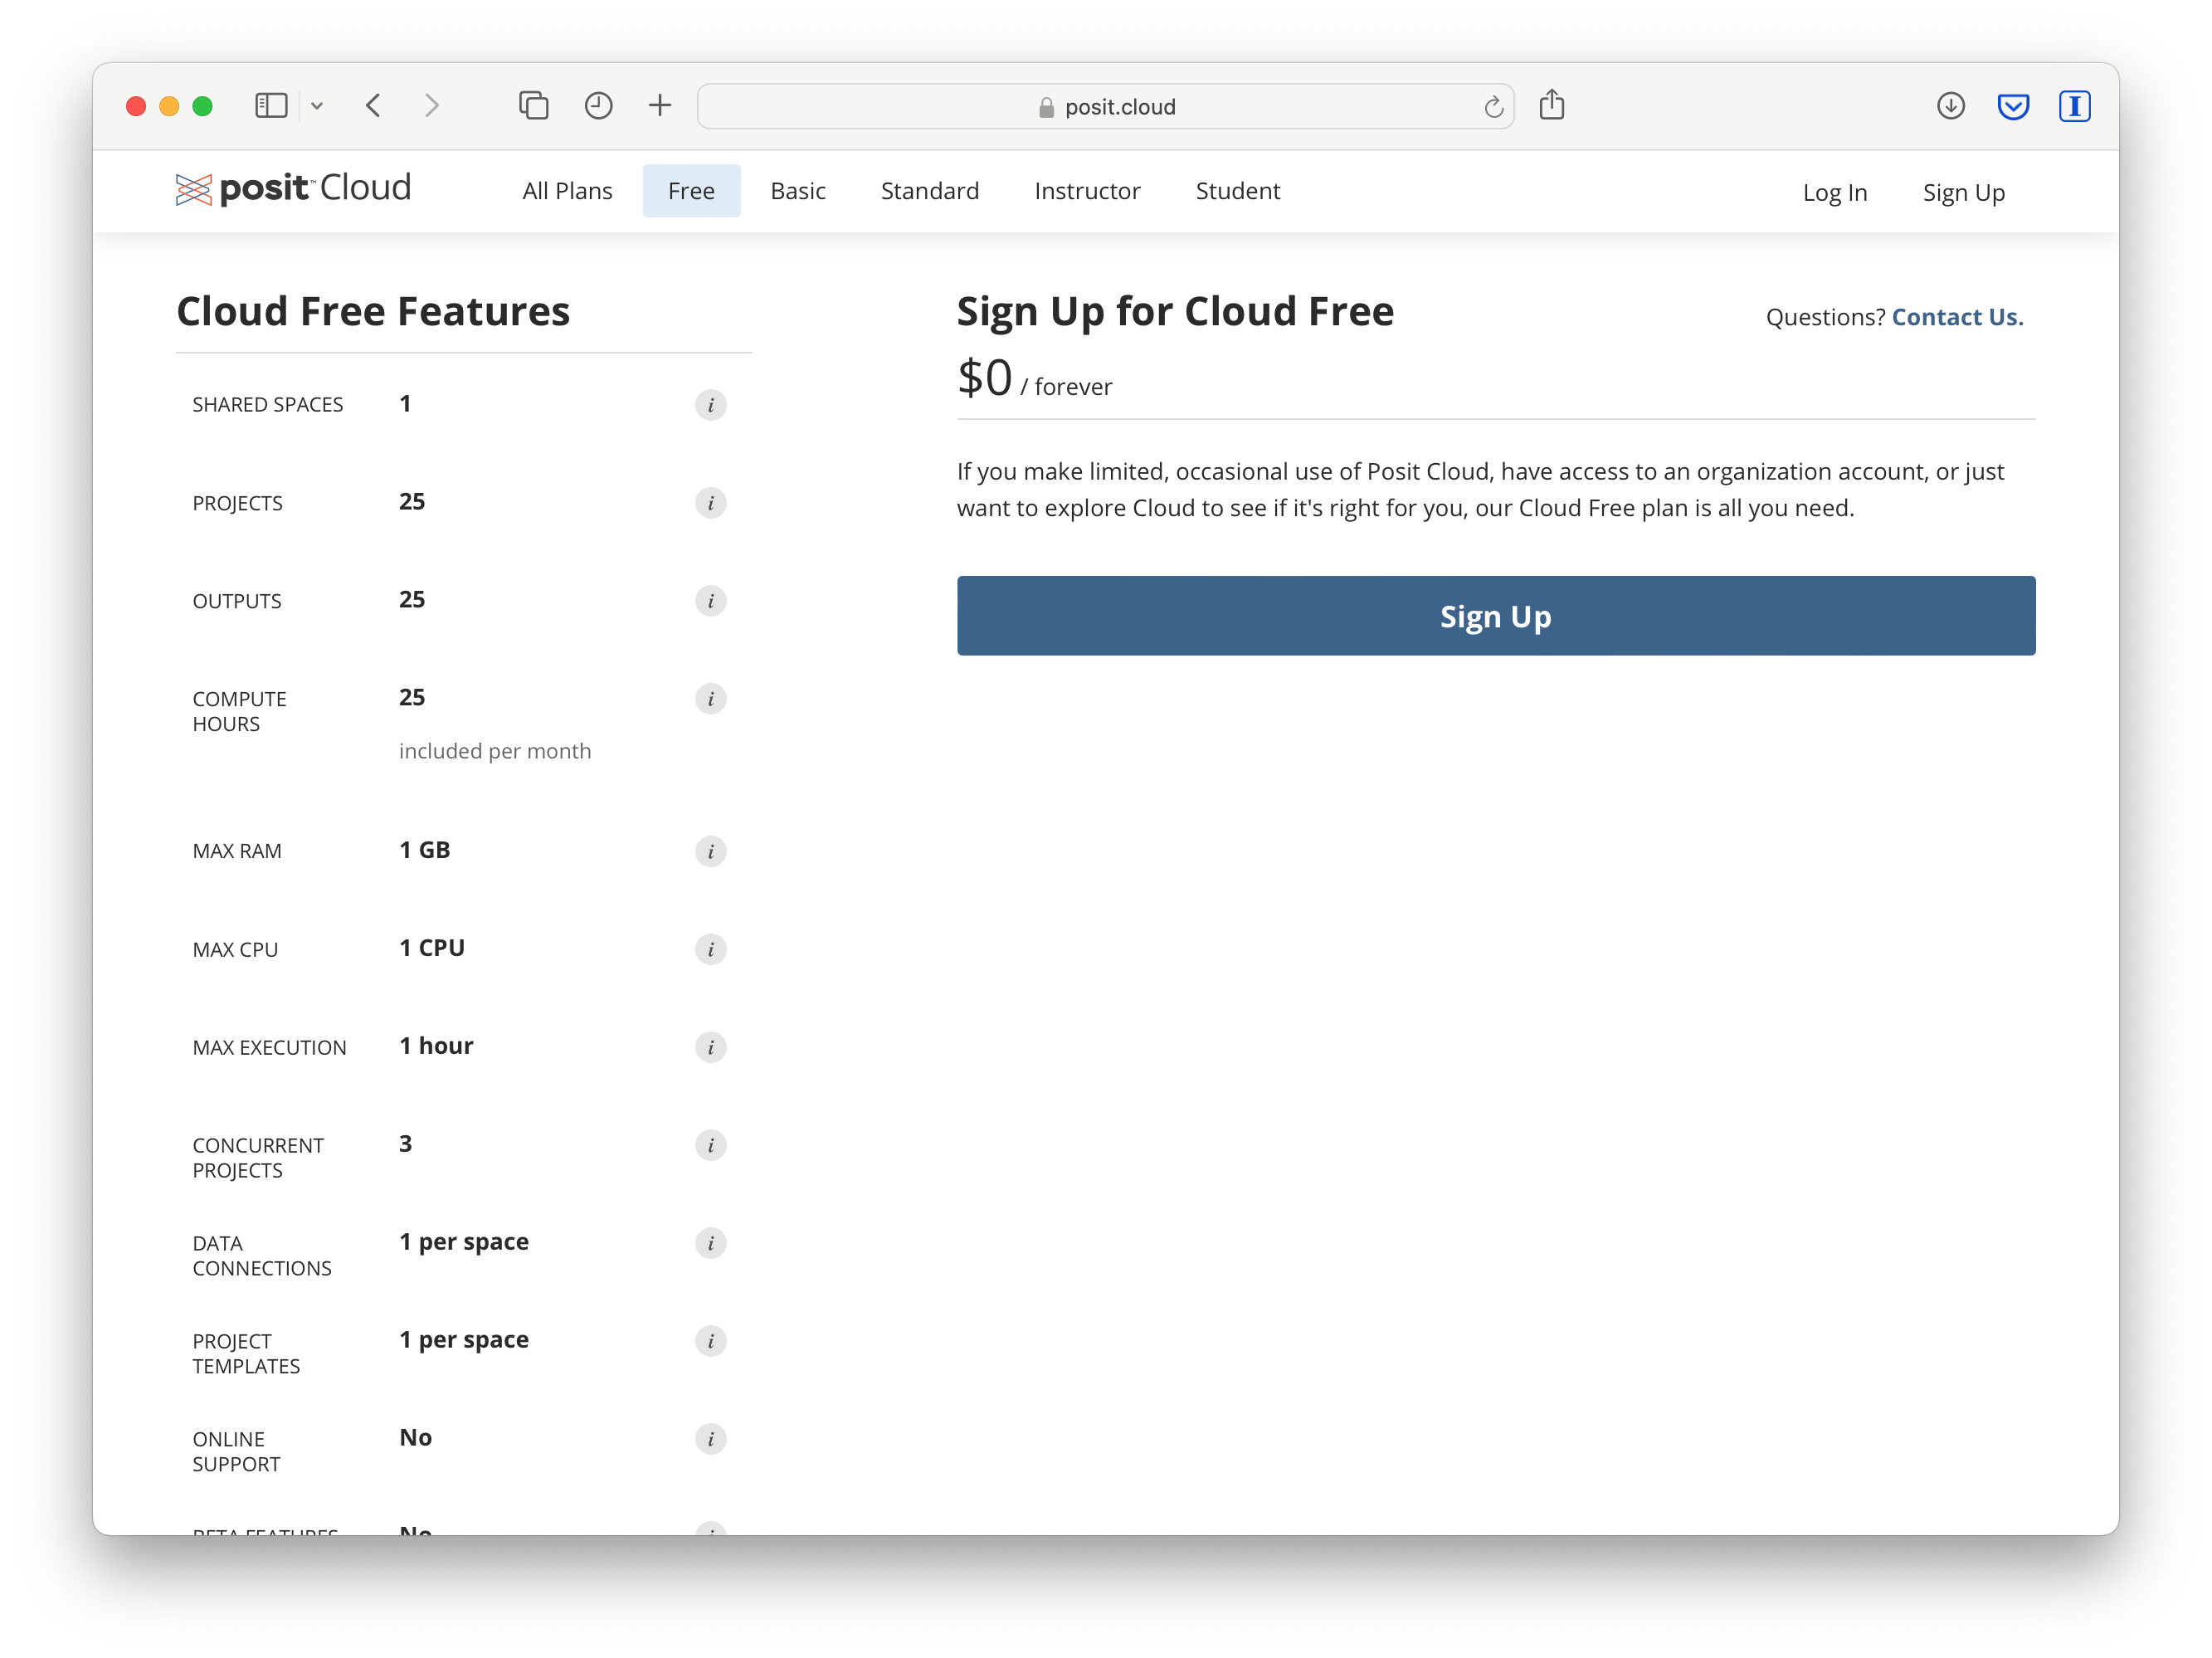 posit.cloud
posit™ Cloud
All Plans
Free
Basic
Standard
Instructor
Student
Log In
Sign Up
Cloud Free Features
SHARED SPACES 1
PROJECTS 25
OUTPUTS 25
COMPUTE 25
HOURS
included per month
MAX RAM 1 GB
MAX CPU 1 CPU
MAX EXECUTION 1 hour
CONCURRENT 3
PROJECTS
DATA 1 per space
CONNECTIONS
PROJECT 1 per space
TEMPLATES
ONLINE No
SUPPORT
BETA FEATURES No
Sign Up for Cloud Free
Questions? Contact Us.
$0 / forever
If you make limited, occasional use of Posit Cloud, have access to an organization account, or just
want to explore Cloud to see if it's right for you, our Cloud Free plan is all you need.
Sign Up